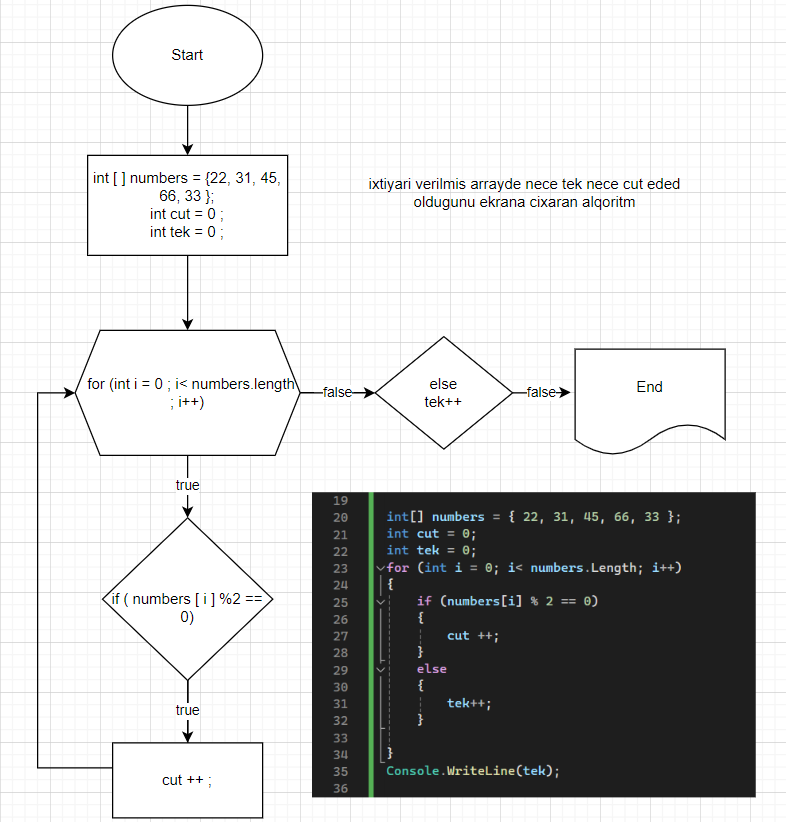 Start
int [ ] numbers = {22, 31, 45,
66, 33 };
int cut = 0 ;
int tek = 0 ;
ixtiyari verilmis arrayde nece tek nece cut eded
oldugunu ekrana cixaran alqoritm
for (int i = 0 ; i< numbers.length
; i++)
false
else
tek++
false
End
true
if ( numbers [ i ] %2 ==
0)
true
cut ++ ;
19
20 int[] numbers = { 22, 31, 45, 66, 33 };
21 int cut = 0;
22 int tek = 0;
23 for (int i = 0; i< numbers.Length; i++)
24 {
25 if (numbers[i] % 2 == 0)
26 {
27 cut ++;
28 }
29 else
30 {
31 tek++;
32 }
33
34 }
35 Console.WriteLine(tek);
36